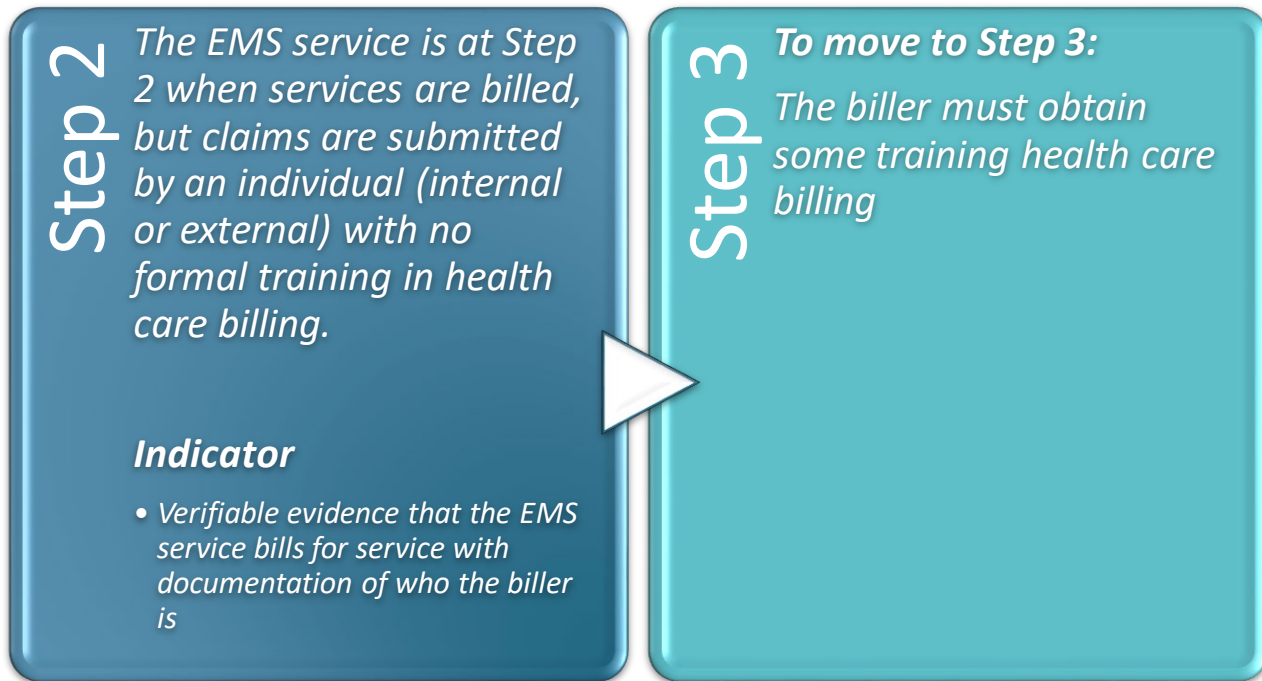 Step 2
The EMS service is at Step
2 when services are billed,
but claims are submitted
by an individual (internal
or external) with no
formal training in health
care billing.
Indicator
• Verifiable evidence that the EMS
service bills for service with
documentation of who the biller
is
Step 3
To move to Step 3:
The biller must obtain
some training health care
billing